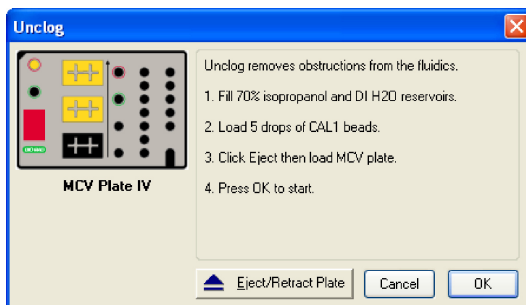 Unclog
Unclog removes obstructions from the fluidics.
1. Fill 70% isopropanol and DI H2O reservoirs.
2. Load 5 drops of CAL1 beads.
3. Click Eject then load MCV plate.
4. Press OK to start.
MCV Plate IV
Eject/Retract Plate
Cancel
OK